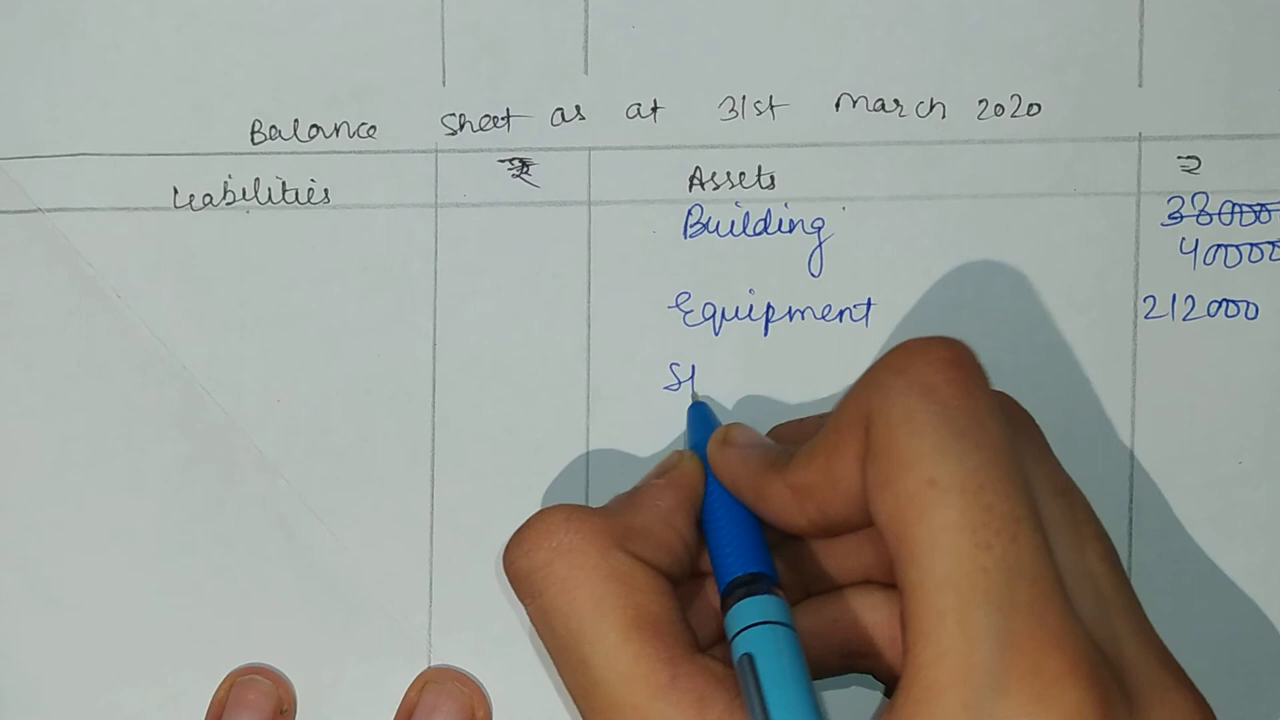 Balance Sheet as at 31st March 2020
Liabilities ₹ Assets ₹
Building 38000
40000
Equipment 212000
St